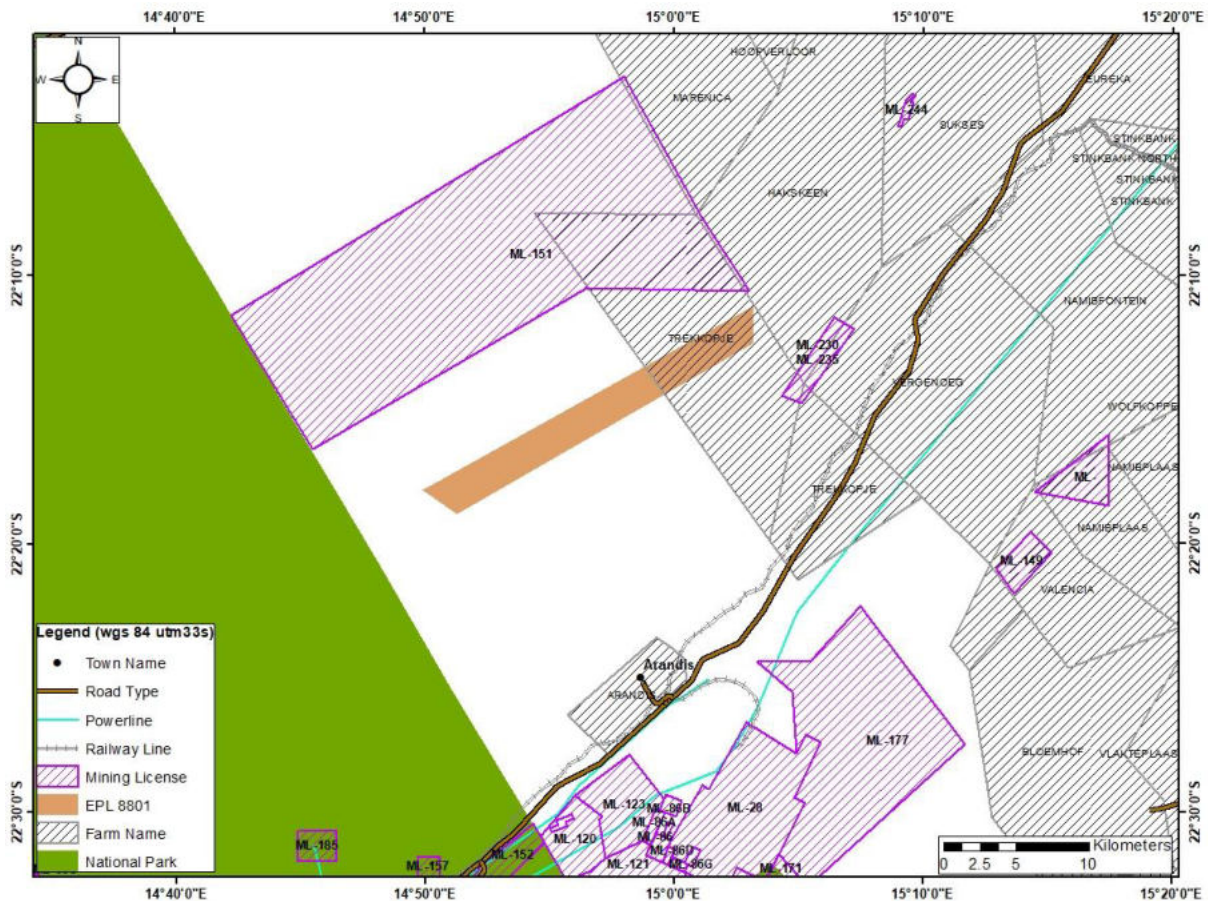 14°40'0"E
14°50'0"E
15°0'0"E
15°10'0"E
15°20'0"E
N
W
E
S
HOOPVERLOOR
MARENICA
EUREKA
ML-244
SUKSES
STINKBANK
STINKBANK NORTH
STINKBANK
STINKBANK
HAKSKEEN
ML-151
22°10'0"S
22°10'0"S
NAMIBFONTEIN
TREKKOPJE
ML-230
ML-235
VERGENOEG
WOLFKOPPE
NAMIBPLAAS
ML-
TREKKOPJE
NAMIBPLAAS
22°20'0"S
22°20'0"S
ML-149
VALENCIA
Legend (wgs 84 utm33s)
Town Name
Road Type
Powerline
Railway Line
Mining License
EPL 8801
Farm Name
National Park
Arandis
ARANDIS
ML-177
BLOEMHOF
VLAKTEPLAAS
22°30'0"S
22°30'0"S
ML-123
ML-86B
ML-28
ML-86A
ML-86
ML-120
ML-185
ML-152
ML-86D
ML-157
ML-121
ML-86G
ML-171
Kilometers
0 2.5 5 10
14°40'0"E
14°50'0"E
15°0'0"E
15°10'0"E
15°20'0"E